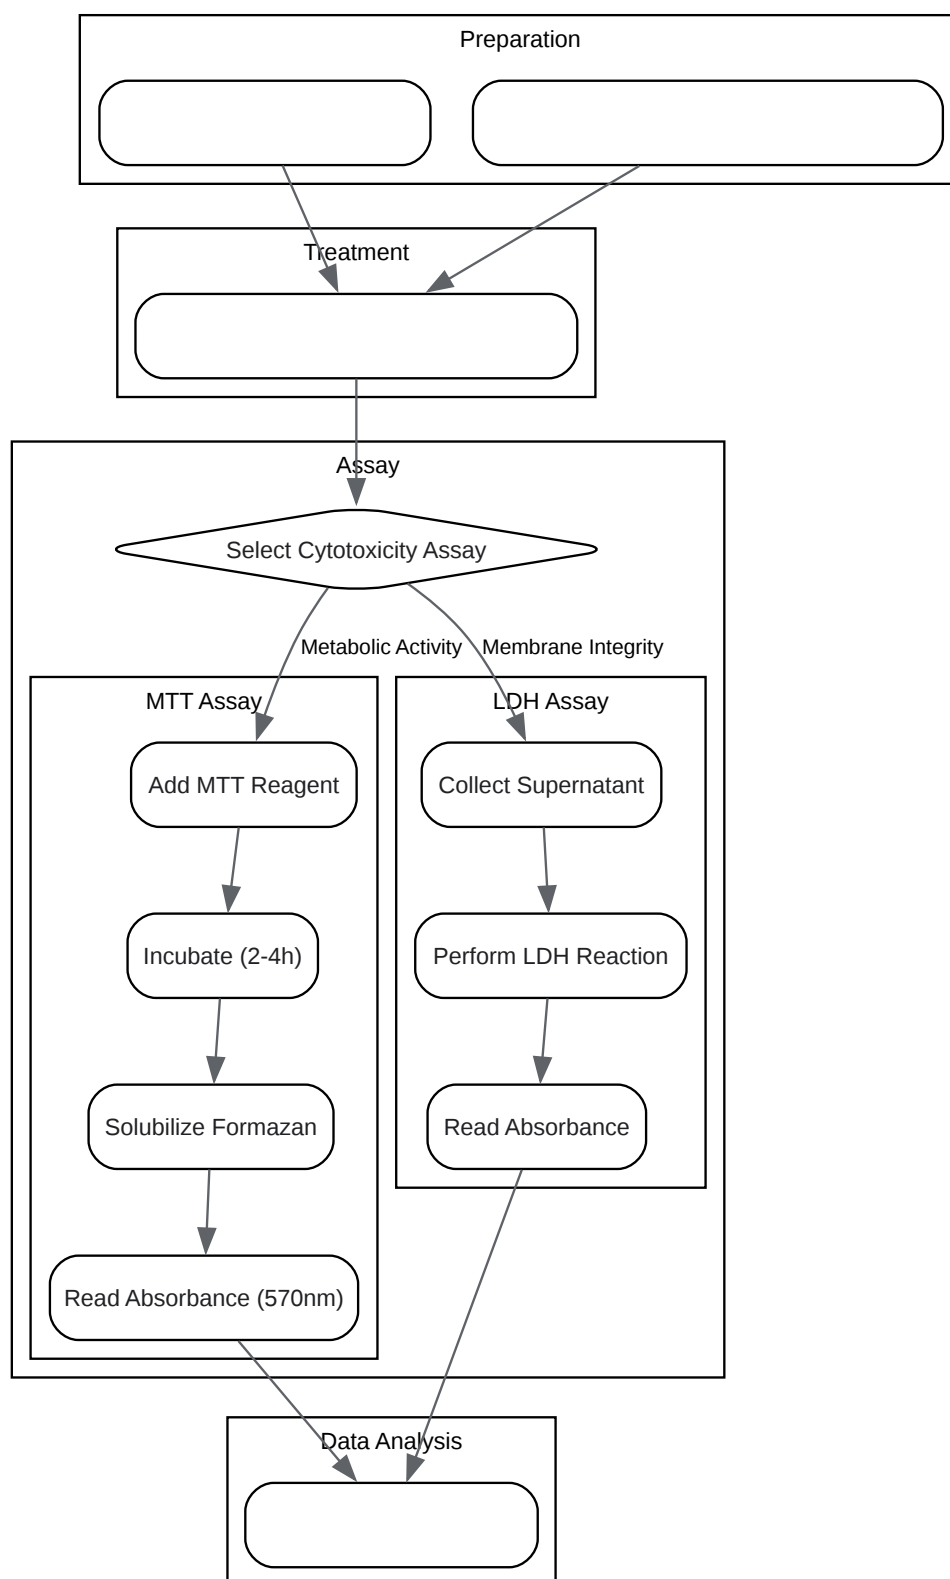 Preparation
Treatment
Assay
Select Cytotoxicity Assay
Metabolic Activity
Membrane Integrity
MTT Assay
LDH Assay
Add MTT Reagent
Collect Supernatant
Incubate (2-4h)
Perform LDH Reaction
Solubilize Formazan
Read Absorbance
Read Absorbance (570nm)
Data Analysis